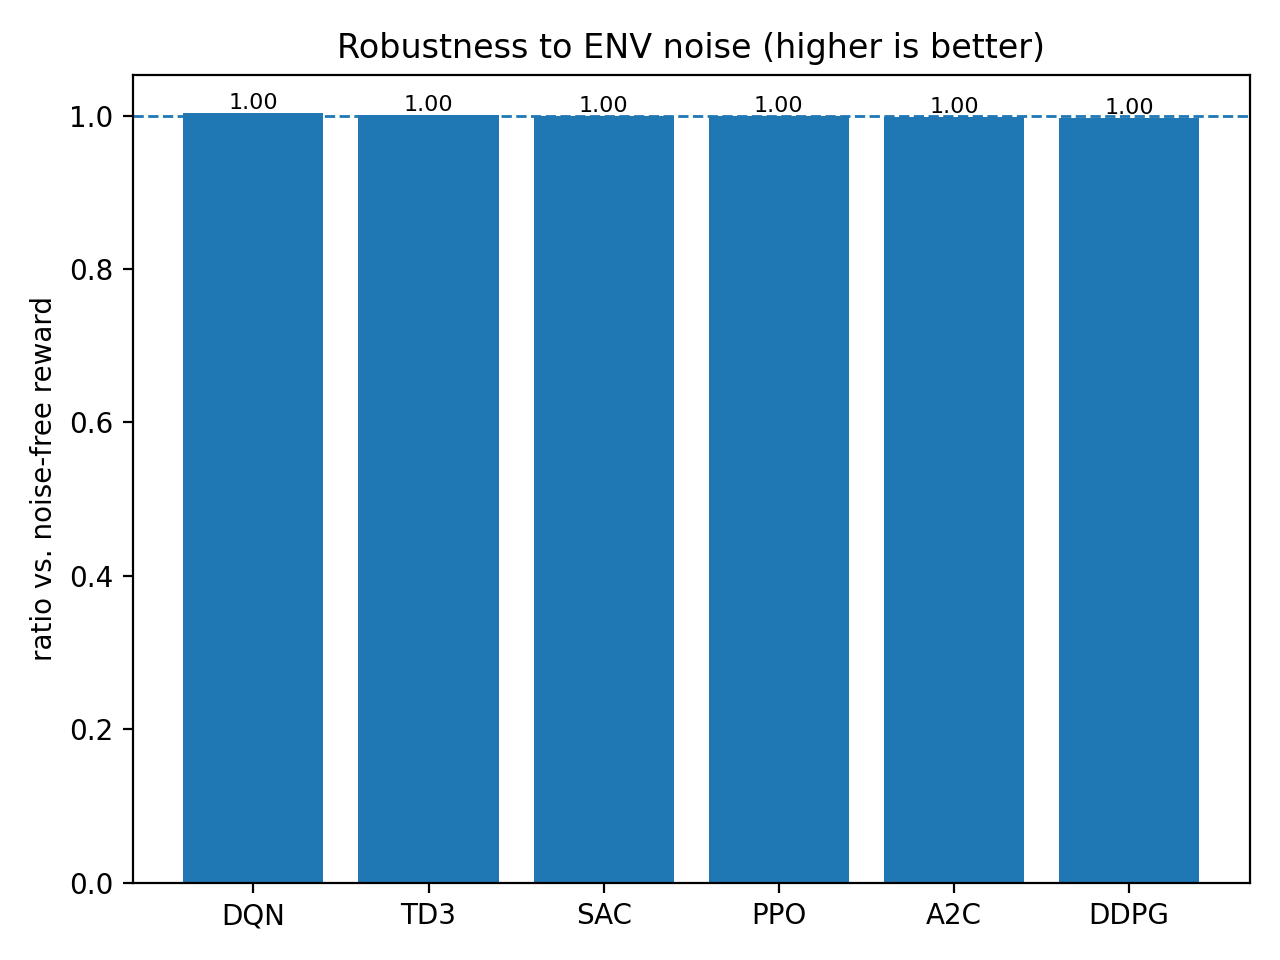 Robustness to ENV noise (higher is better)
ratio vs. noise-free reward
1.0
0.8
0.6
0.4
0.2
0.0
1.00 1.00 1.00 1.00 1.00 1.00
DQN TD3 SAC PPO A2C DDPG